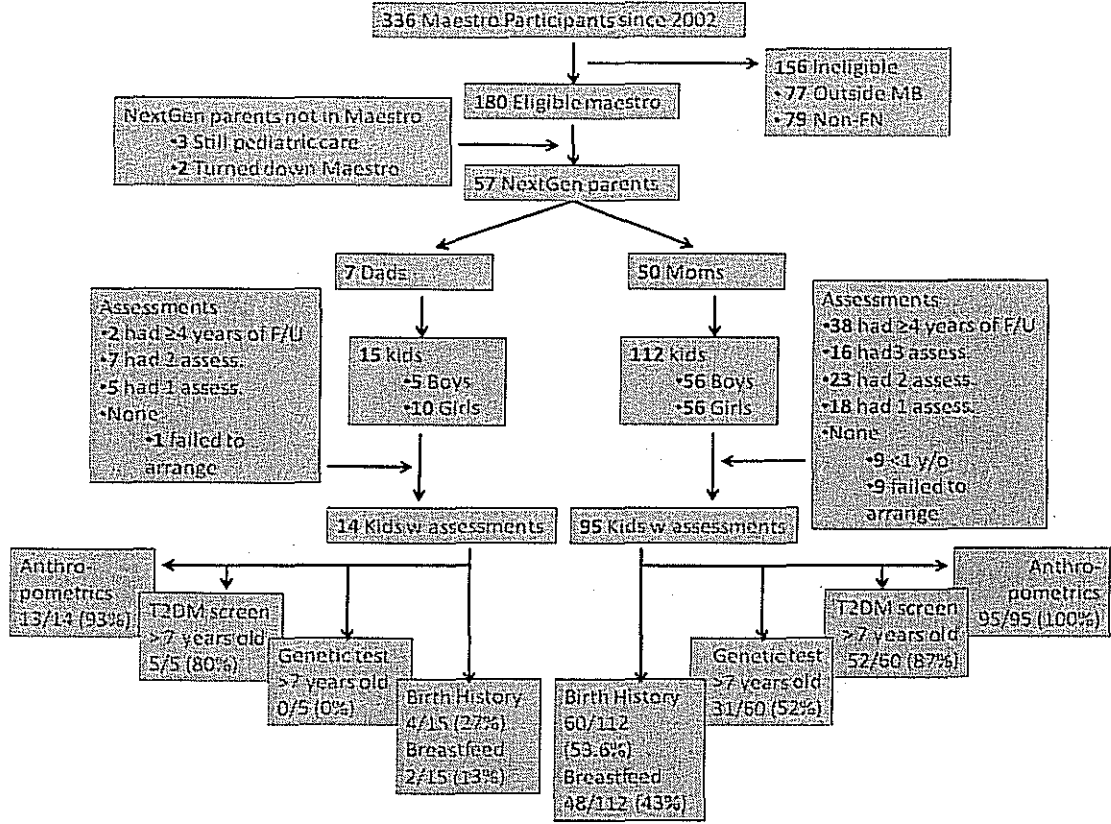 336 Maestro Participants since 2002
156 Ineligible
•77 Outside MB
•79 Non-FN
180 Eligible maestro
NextGen parents not in Maestro
•3 Still pediatric care
•2 Turned down Maestro
57 NextGen parents
7 Dads
50 Moms
Assessments
•2 had ≥4 years of F/U
•7 had 2 assess.
•5 had 1 assess.
•None
•1 failed to
arrange
15 kids
•5 Boys
•10 Girls
112 kids
•56 Boys
•56 Girls
Assessments
•38 had ≥4 years of F/U
•16 had 3 assess.
•23 had 2 assess.
•18 had 1 assess.
•None
•9 <1 y/o
•9 failed to
arrange
14 Kids w assessments
95 Kids w assessments
Anthro-
pometrics
13/14 (93%)
T2DM screen
>7 years old
5/5 (80%)
Genetic test
>7 years old
0/5 (0%)
Birth History
4/15 (27%)
Breastfeed
2/15 (13%)
Birth History
60/112
(53.6%)
Breastfeed
48/112 (43%)
Genetic test
>7 years old
31/60 (52%)
T2DM screen
>7 years old
52/60 (87%)
Anthro-
pometrics
95/95 (100%)